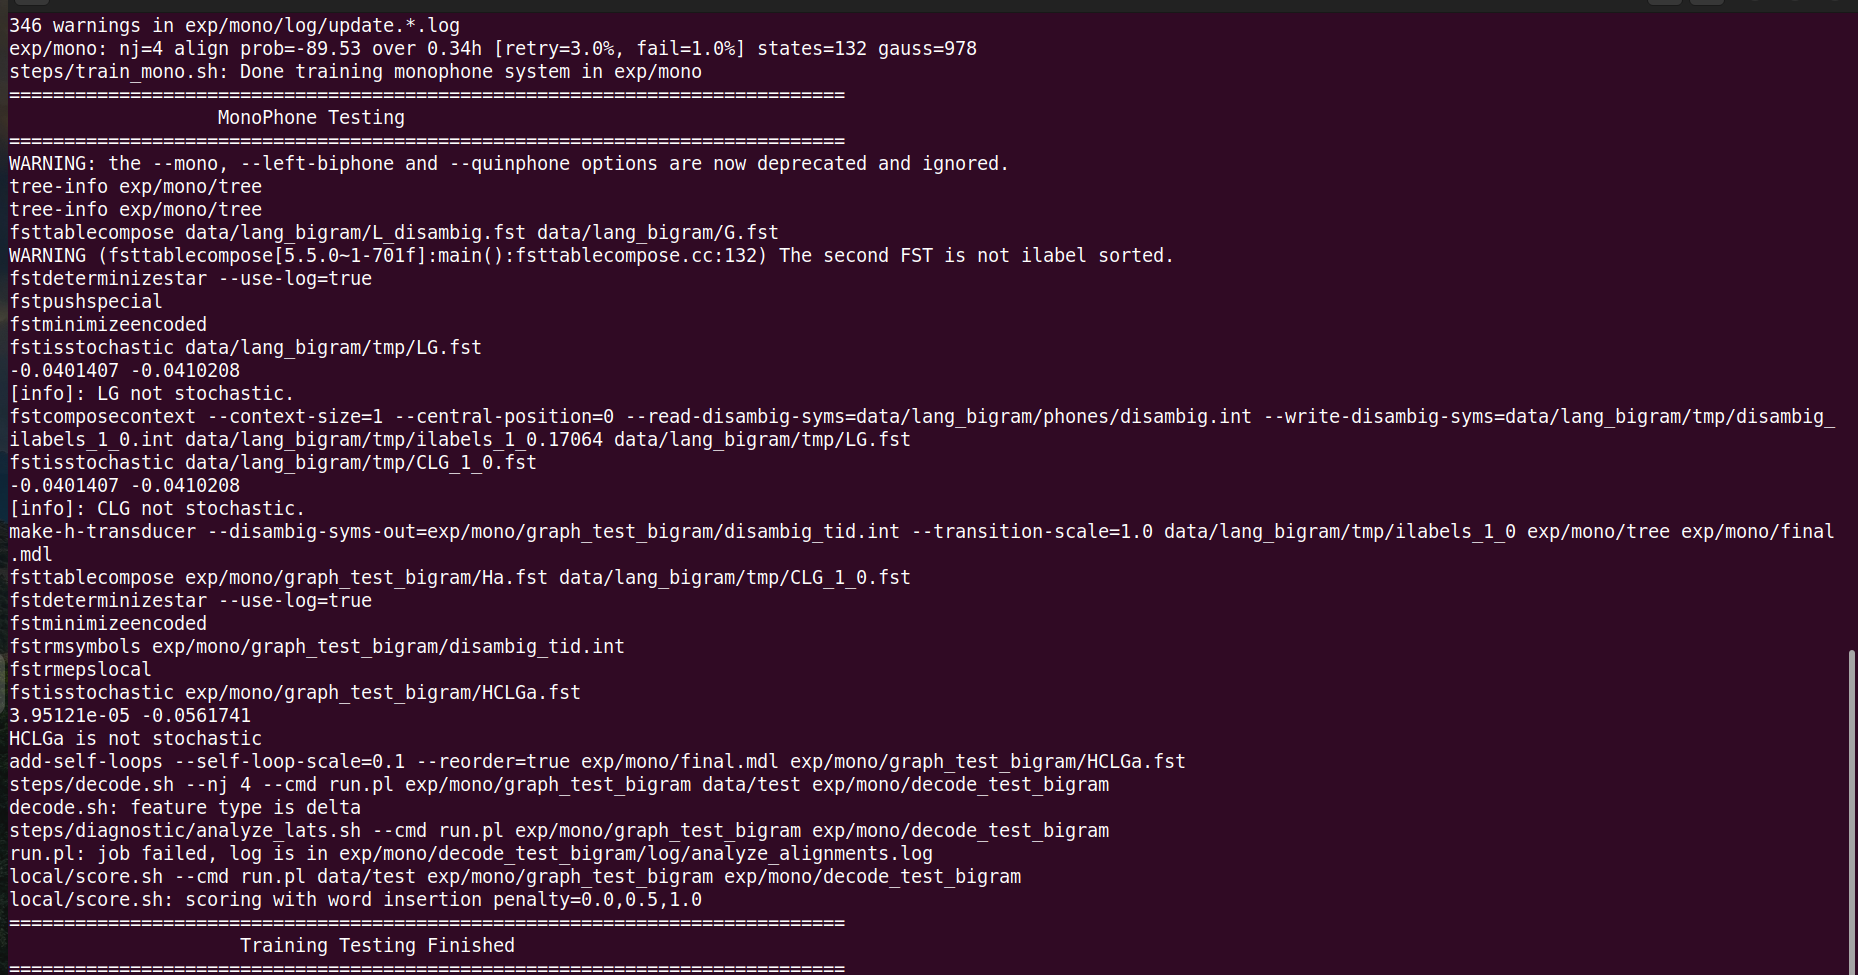 346 warnings in exp/mono/log/update.*.log
exp/mono: nj=4 align prob=-89.53 over 0.34h [retry=3.0%, fail=1.0%] states=132 gauss=978
steps/train_mono.sh: Done training monophone system in exp/mono
============================================================================
MonoPhone Testing
============================================================================
WARNING: the --mono, --left-biphone and --quinphone options are now deprecated and ignored.
tree-info exp/mono/tree
tree-info exp/mono/tree
fsttablecompose data/lang_bigram/L_disambig.fst data/lang_bigram/G.fst
WARNING (fsttablecompose[5.5.0~1-701f]:main():fsttablecompose.cc:132) The second FST is not ilabel sorted.
fstdeterminizestar --use-log=true
fstpushspecial
fstminimizeencoded
fstisstochastic data/lang_bigram/tmp/LG.fst
-0.0401407 -0.0410208
[info]: LG not stochastic.
fstcomposecontext --context-size=1 --central-position=0 --read-disambig-syms=data/lang_bigram/phones/disambig.int --write-disambig-syms=data/lang_bigram/tmp/disambig_
ilabels_1_0.int data/lang_bigram/tmp/ilabels_1_0.17064 data/lang_bigram/tmp/LG.fst
fstisstochastic data/lang_bigram/tmp/CLG_1_0.fst
-0.0401407 -0.0410208
[info]: CLG not stochastic.
make-h-transducer --disambig-syms-out=exp/mono/graph_test_bigram/disambig_tid.int --transition-scale=1.0 data/lang_bigram/tmp/ilabels_1_0 exp/mono/tree exp/mono/final
.mdl
fsttablecompose exp/mono/graph_test_bigram/Ha.fst data/lang_bigram/tmp/CLG_1_0.fst
fstdeterminizestar --use-log=true
fstminimizeencoded
fstrmsymbols exp/mono/graph_test_bigram/disambig_tid.int
fstrmepslocal
fstisstochastic exp/mono/graph_test_bigram/HCLGa.fst
3.95121e-05 -0.0561741
HCLGa is not stochastic
add-self-loops --self-loop-scale=0.1 --reorder=true exp/mono/final.mdl exp/mono/graph_test_bigram/HCLGa.fst
steps/decode.sh --nj 4 --cmd run.pl exp/mono/graph_test_bigram data/test exp/mono/decode_test_bigram
decode.sh: feature type is delta
steps/diagnostic/analyze_lats.sh --cmd run.pl exp/mono/graph_test_bigram exp/mono/decode_test_bigram
run.pl: job failed, log is in exp/mono/decode_test_bigram/log/analyze_alignments.log
local/score.sh --cmd run.pl data/test exp/mono/graph_test_bigram exp/mono/decode_test_bigram
local/score.sh: scoring with word insertion penalty=0.0,0.5,1.0
============================================================================
Training Testing Finished
============================================================================